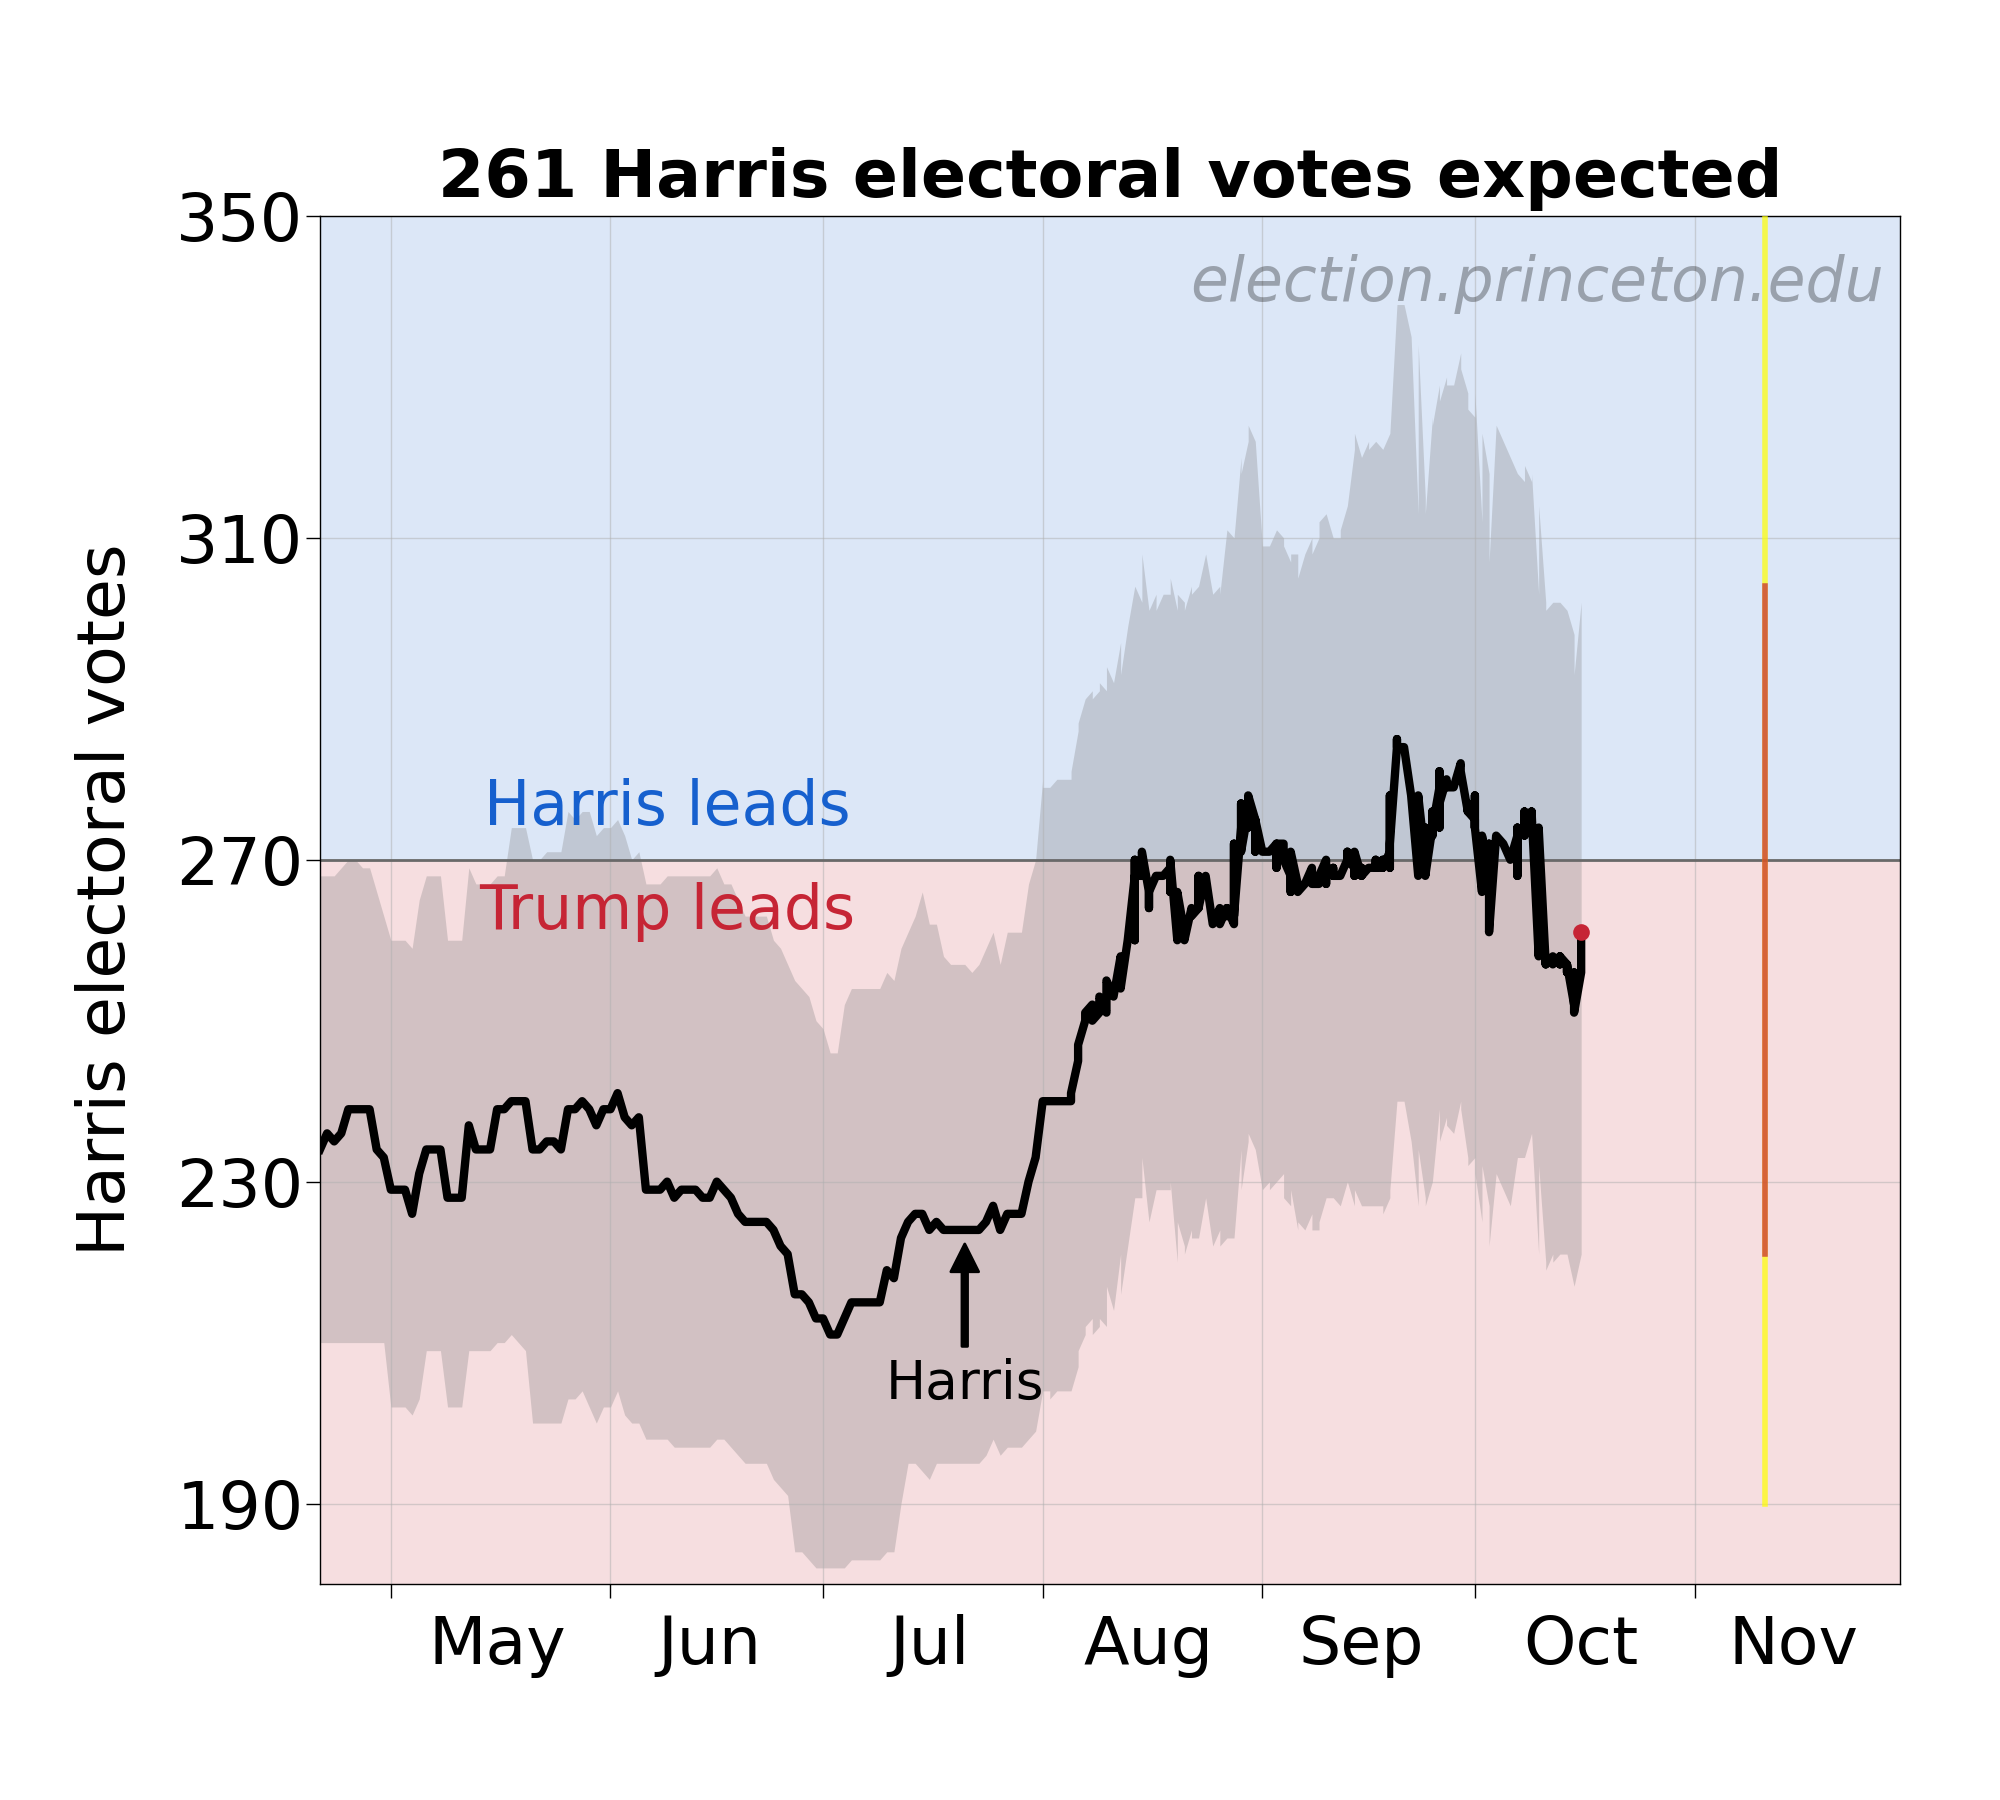 261 Harris electoral votes expected
350
election.princeton.edu
310
Harris electoral votes
Harris leads
270
Trump leads
230
Harris
190
May Jun Jul Aug Sep Oct Nov